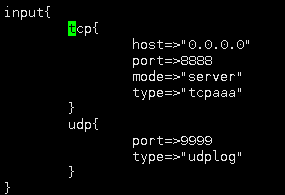 input{
        tcp{
                host=>"0.0.0.0"
                port=>8888
                mode=>"server"
                type=>"tcpaaa"
        }
        udp{
                port=>9999
                type=>"udplog"
        }
}